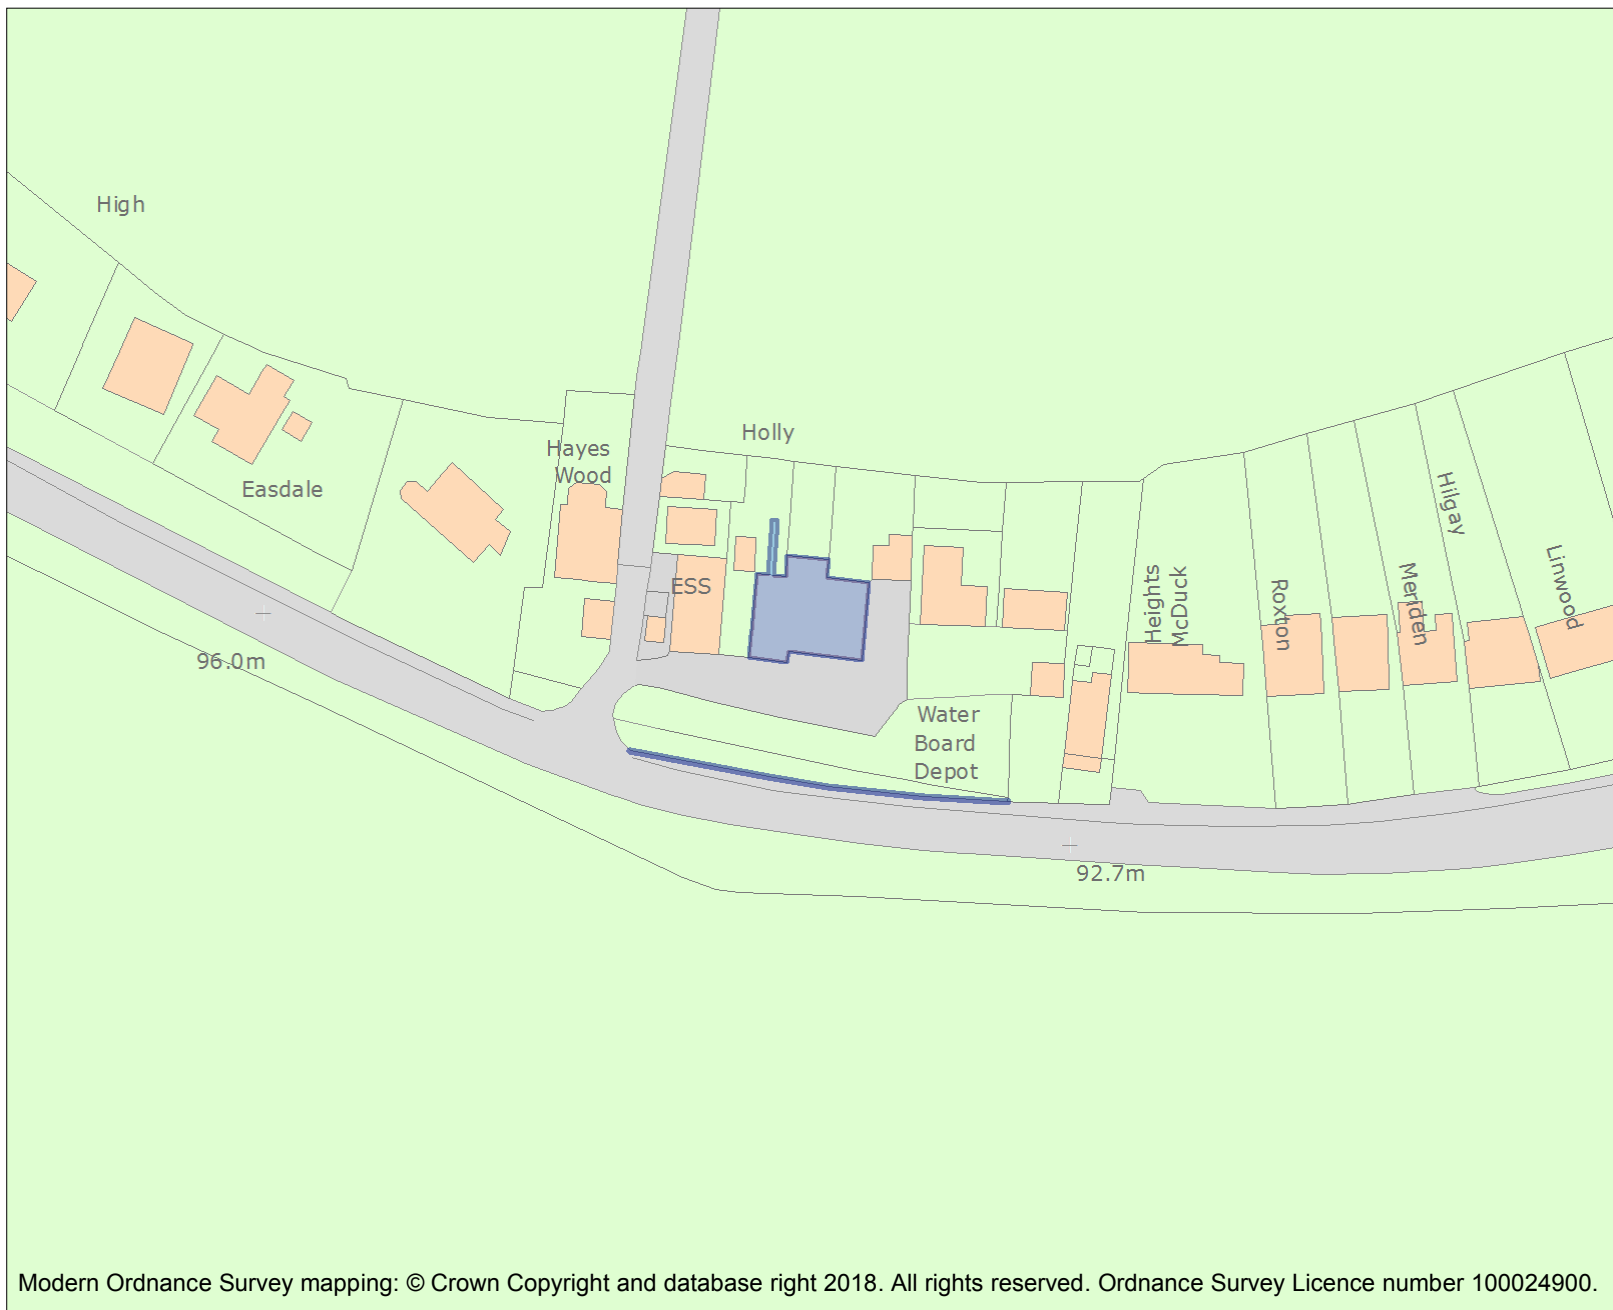 High
Holly
Hayes
Wood
Easdale
Hilgay
ESS
Heights
McDuck
Roxton
Meriden
Linwood
96.0m
Water
Board
Depot
92.7m
Modern Ordnance Survey mapping: © Crown Copyright and database right 2018. All rights reserved. Ordnance Survey Licence number 100024900.